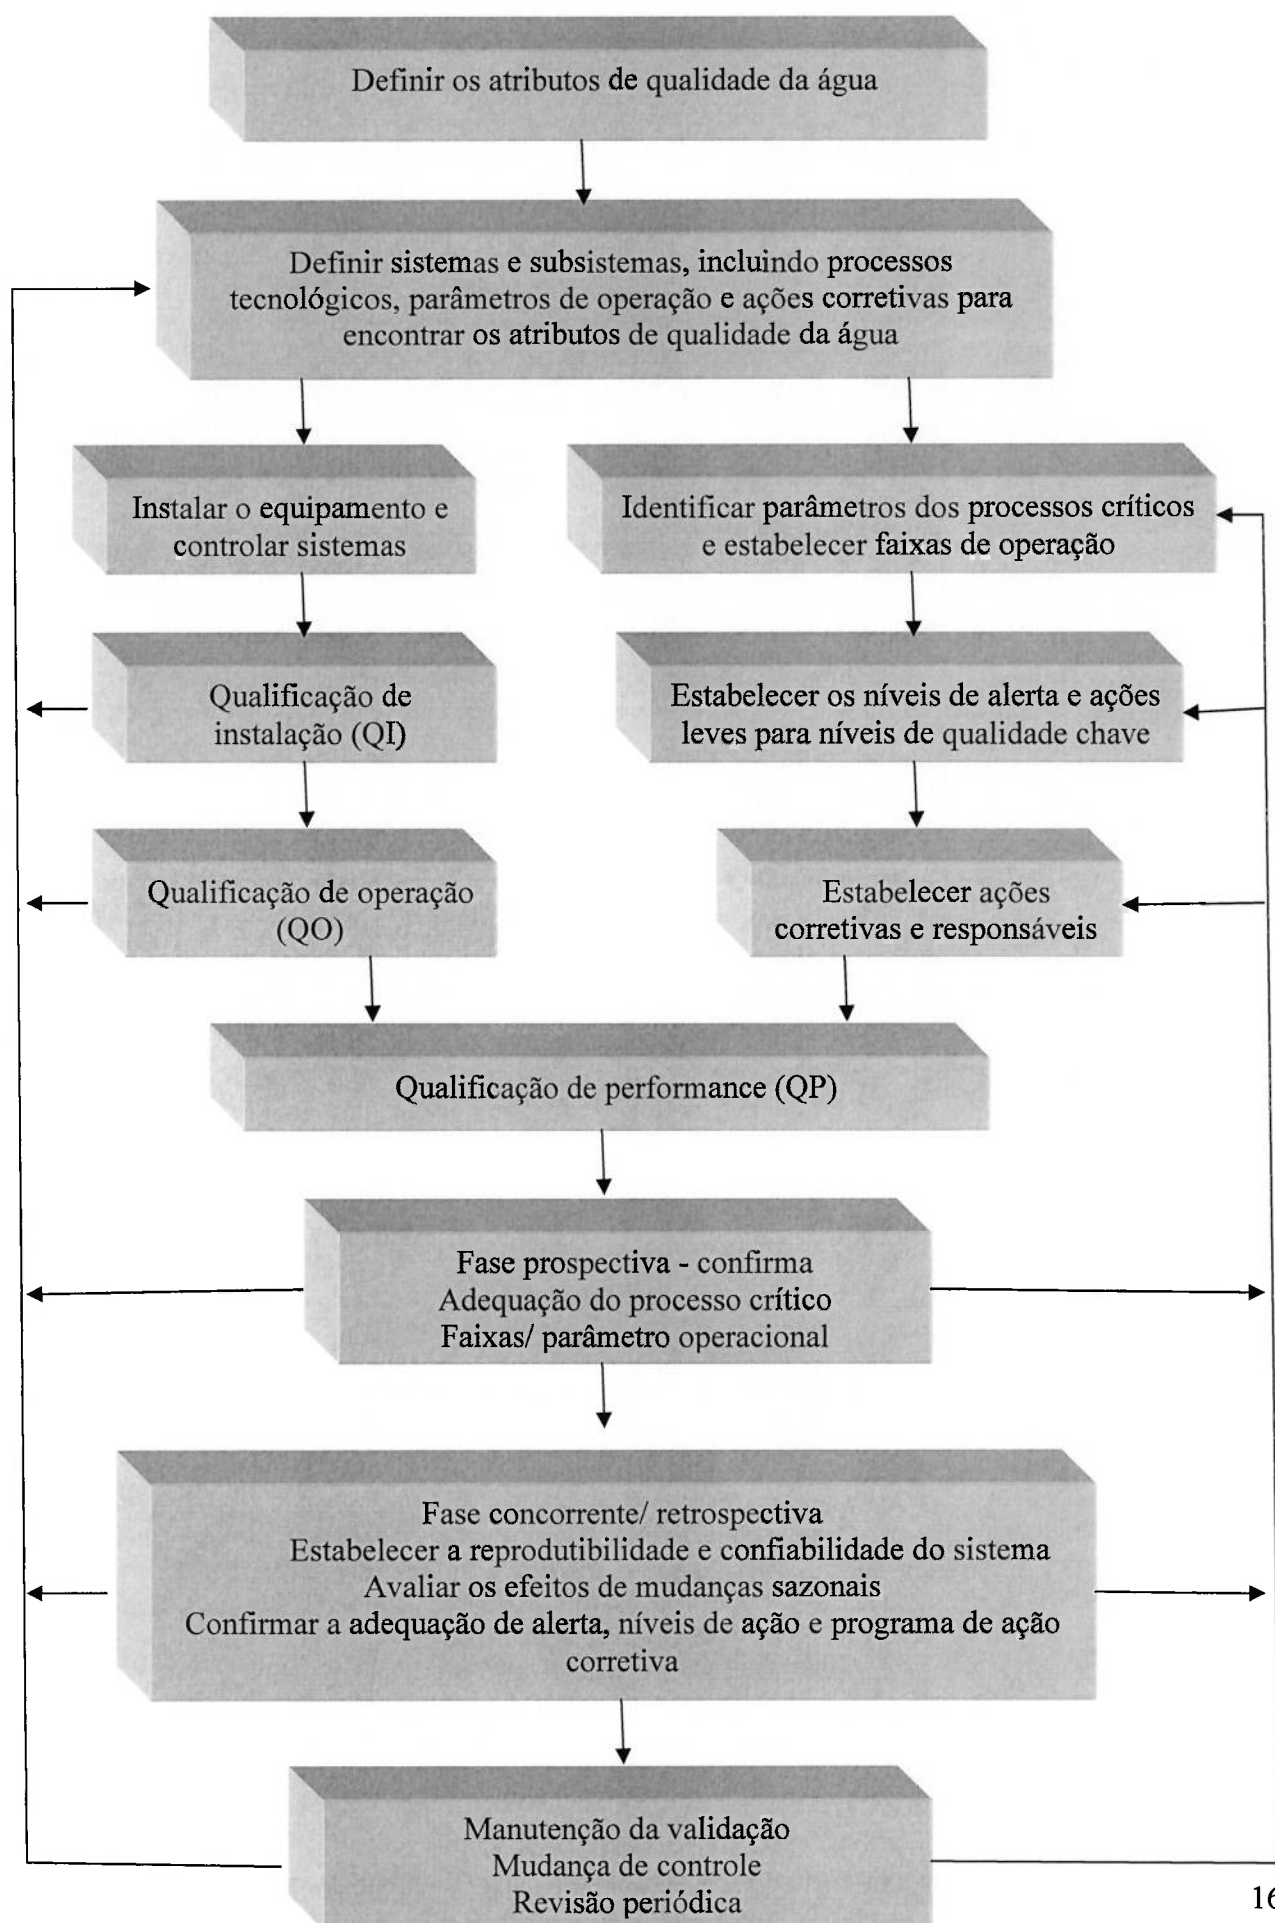 Definir os atributos de qualidade da água
Definir sistemas e subsistemas, incluindo processos
tecnológicos, parâmetros de operação e ações corretivas para
encontrar os atributos de qualidade da água
Instalar o equipamento e
controlar sistemas
Identificar parâmetros dos processos críticos
e estabelecer faixas de operação
Qualificação de
instalação (QI)
Estabelecer os níveis de alerta e ações
leves para níveis de qualidade chave
Qualificação de operação
(QO)
Estabelecer ações
corretivas e responsáveis
Qualificação de performance (QP)
Fase prospectiva - confirma
Adequação do processo crítico
Faixas/ parâmetro operacional
Fase concorrente/ retrospectiva
Estabelecer a reprodutibilidade e confiabilidade do sistema
Avaliar os efeitos de mudanças sazonais
Confirmar a adequação de alerta, níveis de ação e programa de ação
corretiva
Manutenção da validação
Mudança de controle
Revisão periódica
16